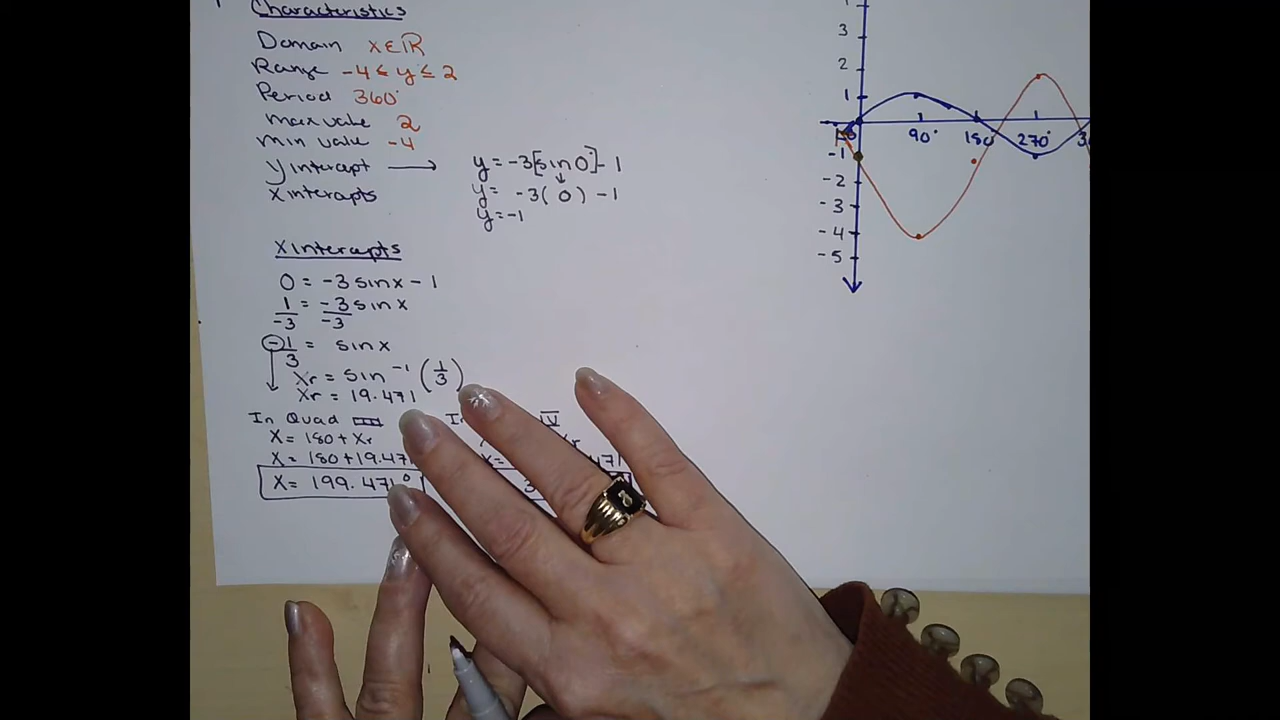 Characteristics
Domain x∈ℝ
Range -4 ≤ y ≤ 2
Period 360°
max value 2
min value -4
y intercept → y = -3[sin 0°] - 1
x intercepts y = -3( 0 ) - 1
y = -1
X Intercepts
0 = -3 sin x - 1
1/-3 = -3/-3 sin x
-1/3 = sin x
Xr = sin⁻¹ (1/3)
Xr = 19.471
In Quad III In IV
X = 180 + Xr
X = 180 + 19.471 X =
X = 199.471° 3
3
2
1
90° 180° 270°
-1
-2
-3
-4
-5